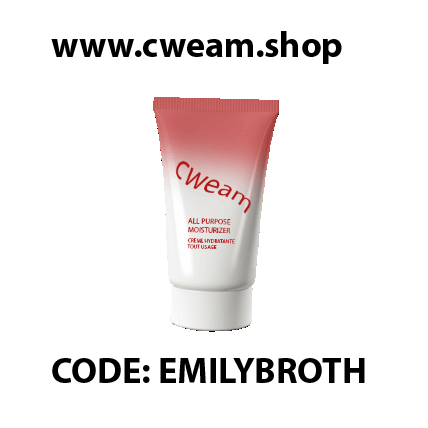 www.cweam.shop
cweam
ALL PURPOSE
MOISTURIZER
CRÈME HYDRATANTE
TOUT USAGE
CODE: EMILYBROTH